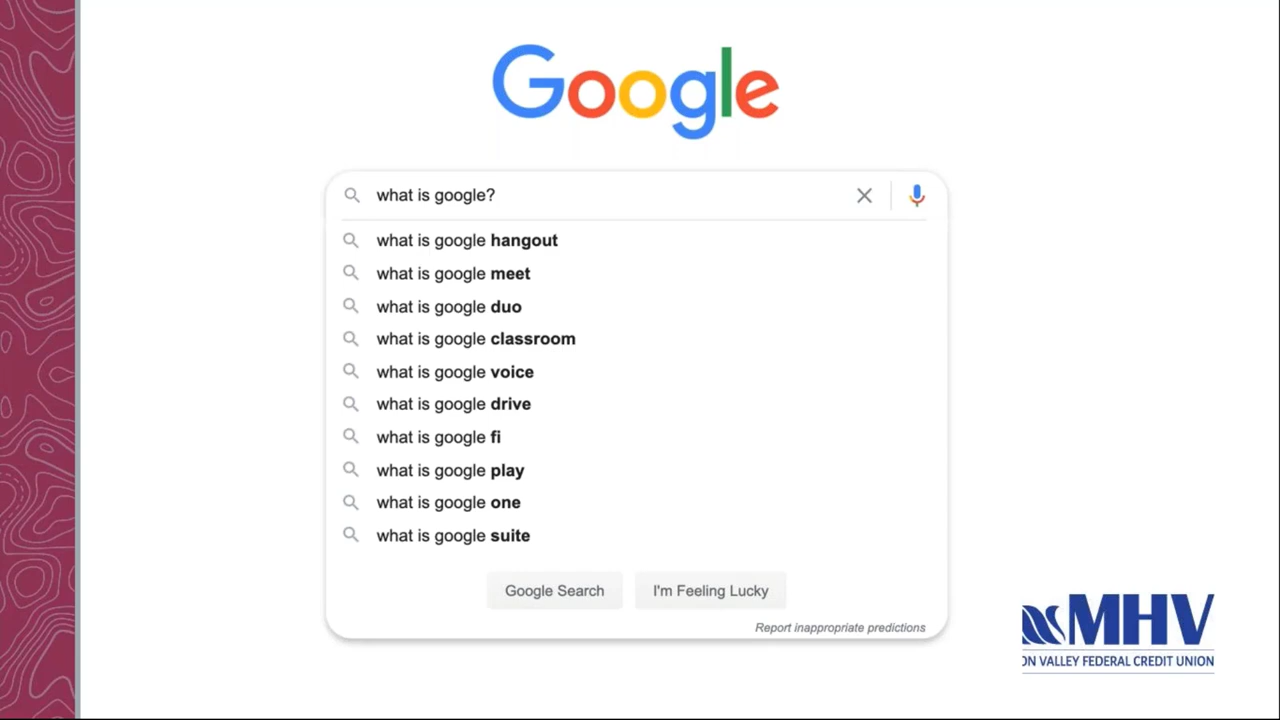 Google
what is google?
what is google hangout
what is google meet
what is google duo
what is google classroom
what is google voice
what is google drive
what is google fi
what is google play
what is google one
what is google suite
Google Search I'm Feeling Lucky
Report inappropriate predictions
MHV
ON VALLEY FEDERAL CREDIT UNION